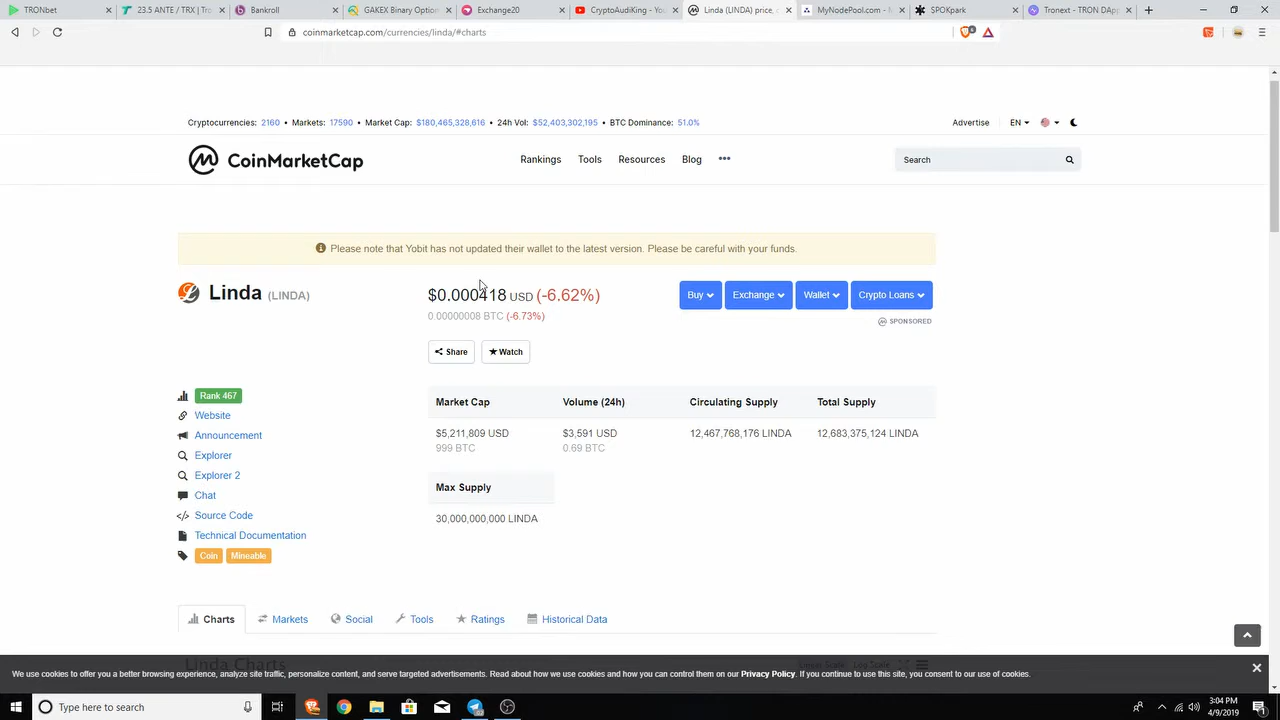 TRONbet
23.5 ANTE / TRX | Tro
Bankroll
GAKEX Binary Option
Exchange20
CryptoAudiKing - You
Linda (LINDA) price, c
MyNodePool.com - M
SPOKpark
Tronext - TRON DApp
coinmarketcap.com/currencies/linda/#charts
Cryptocurrencies: 2160 • Markets: 17590 • Market Cap: $180,465,328,616 • 24h Vol: $52,403,302,195 • BTC Dominance: 51.0%
Advertise
EN
CoinMarketCap
Rankings
Tools
Resources
Blog
•••
Search
Please note that Yobit has not updated their wallet to the latest version. Please be careful with your funds.
Linda (LINDA)
$0.000418 USD (-6.62%)
0.00000008 BTC (-6.73%)
Buy
Exchange
Wallet
Crypto Loans
SPONSORED
Share
Watch
Rank 467
Website
Announcement
Explorer
Explorer 2
Chat
Source Code
Technical Documentation
Coin
Mineable
Market Cap
Volume (24h)
Circulating Supply
Total Supply
$5,211,809 USD
$3,591 USD
12,467,768,176 LINDA
12,683,375,124 LINDA
999 BTC
0.69 BTC
Max Supply
30,000,000,000 LINDA
Charts
Markets
Social
Tools
Ratings
Historical Data
Linda Charts
Linear Scale
Log Scale
We use cookies to offer you a better browsing experience, analyze site traffic, personalize content, and serve targeted advertisements. Read about how we use cookies and how you can control them on our Privacy Policy. If you continue to use this site, you consent to our use of cookies.
Type here to search
3:04 PM
4/9/2019